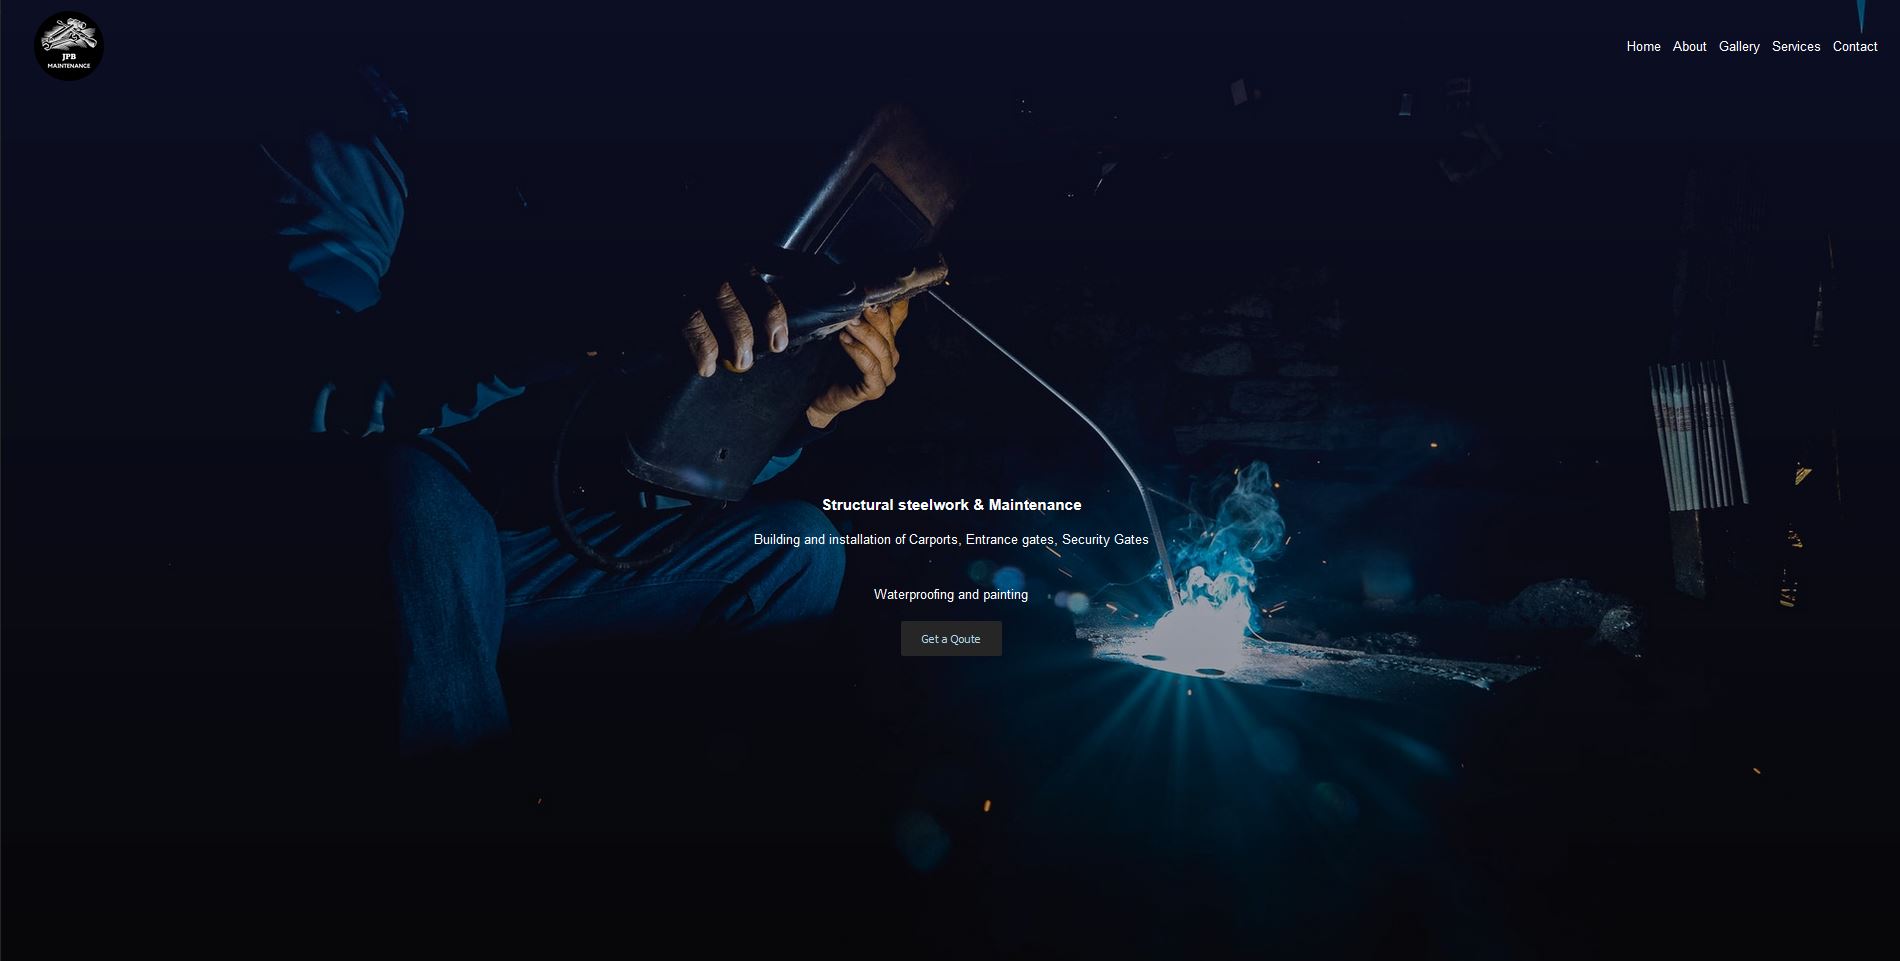 JPB
MAINTENANCE
Home About Gallery Services Contact
Structural steelwork & Maintenance
Building and installation of Carports, Entrance gates, Security Gates
Waterproofing and painting
Get a Qoute